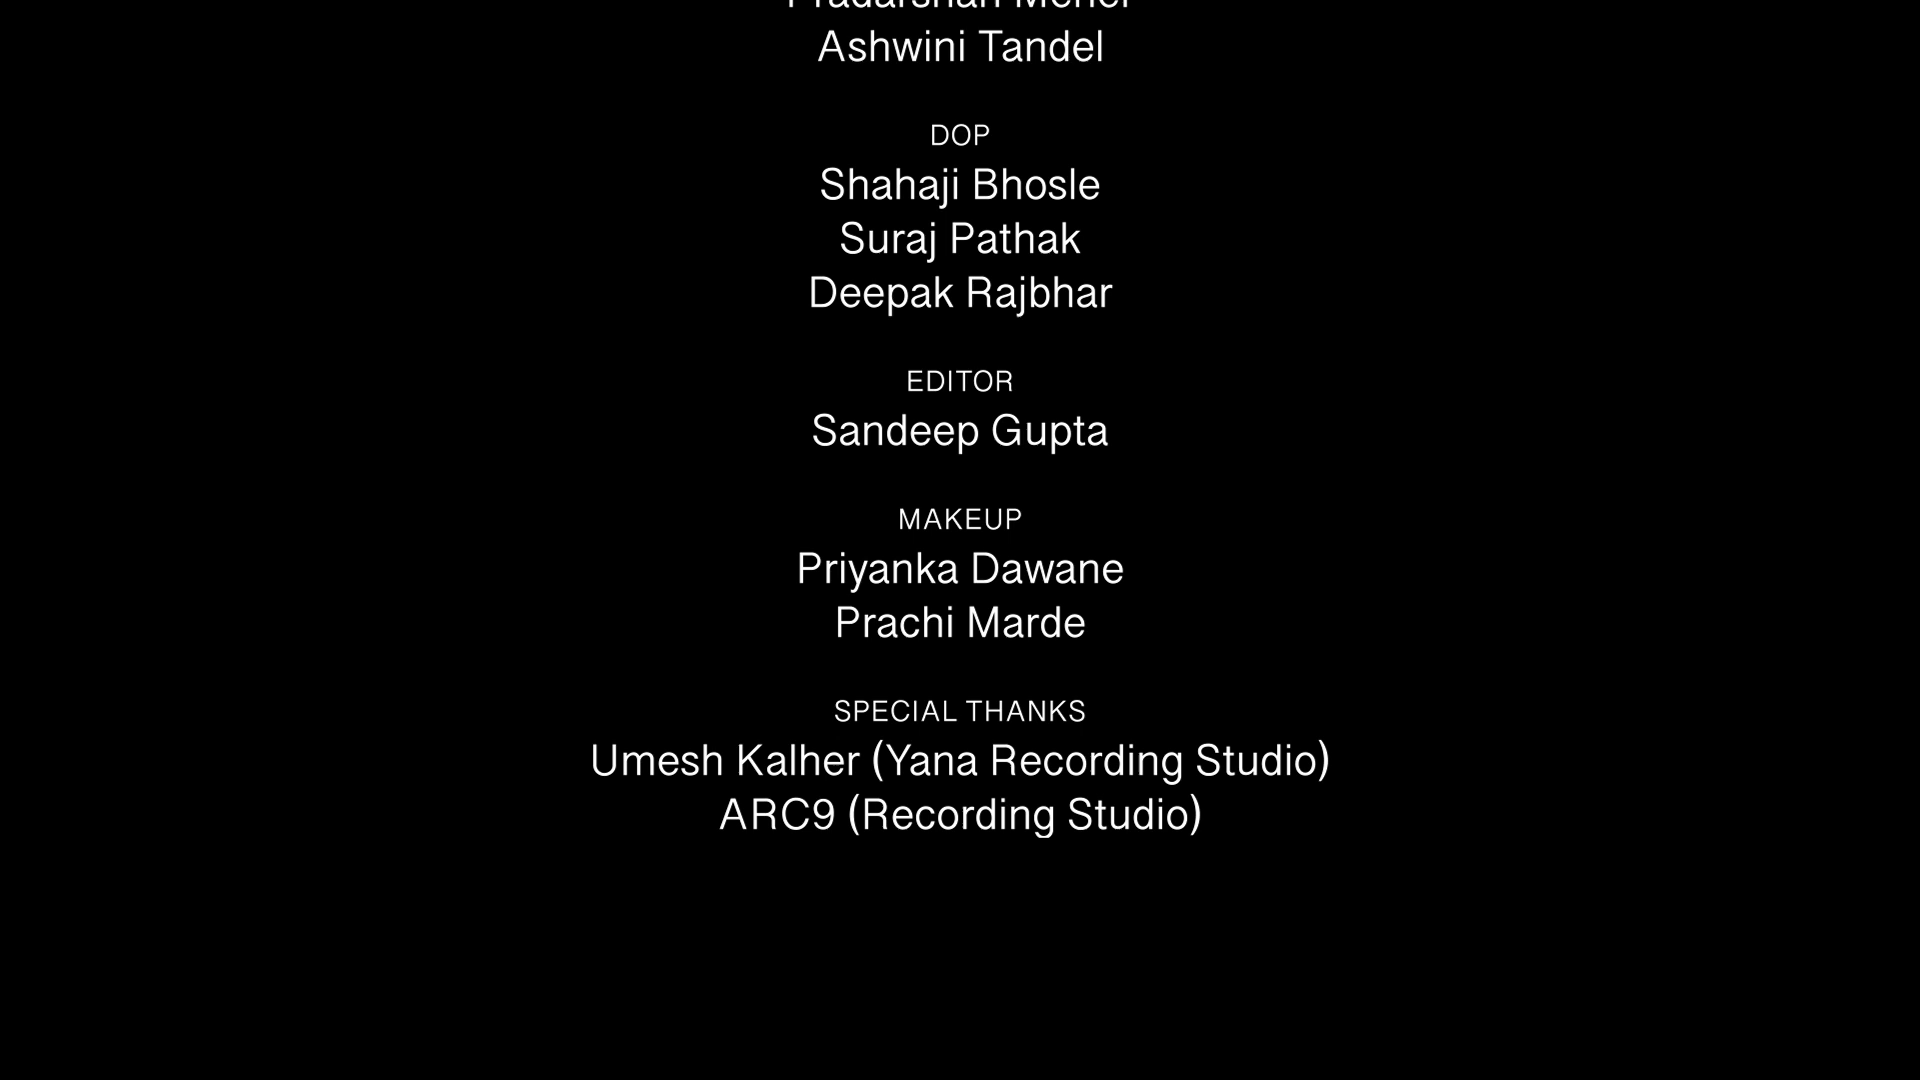 Ashwini Tandel
DOP
Shahaji Bhosle
Suraj Pathak
Deepak Rajbhar
EDITOR
Sandeep Gupta
MAKEUP
Priyanka Dawane
Prachi Marde
SPECIAL THANKS
Umesh Kalher (Yana Recording Studio)
ARC9 (Recording Studio)